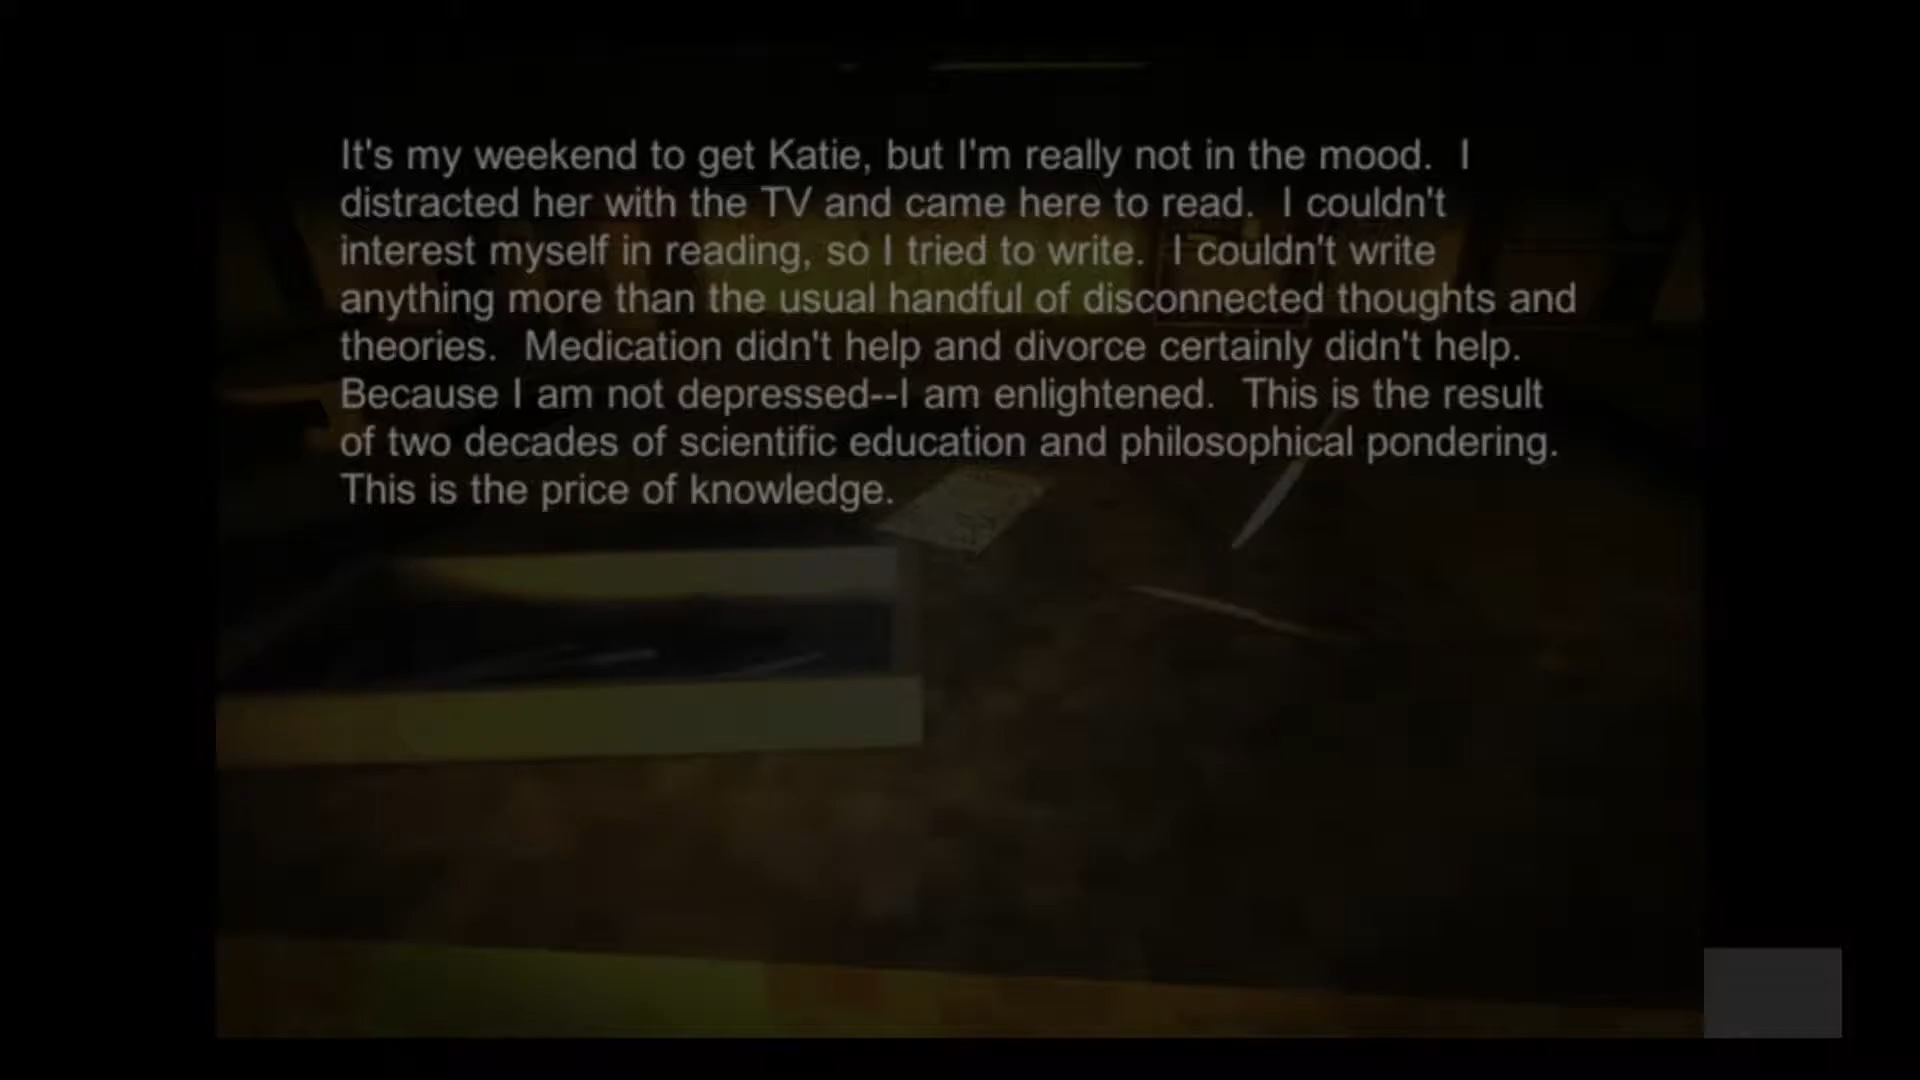 It's my weekend to get Katie, but I'm really not in the mood.  I
distracted her with the TV and came here to read.  I couldn't
interest myself in reading, so I tried to write.  I couldn't write
anything more than the usual handful of disconnected thoughts and
theories.  Medication didn't help and divorce certainly didn't help.
Because I am not depressed--I am enlightened.  This is the result
of two decades of scientific education and philosophical pondering.
This is the price of knowledge.